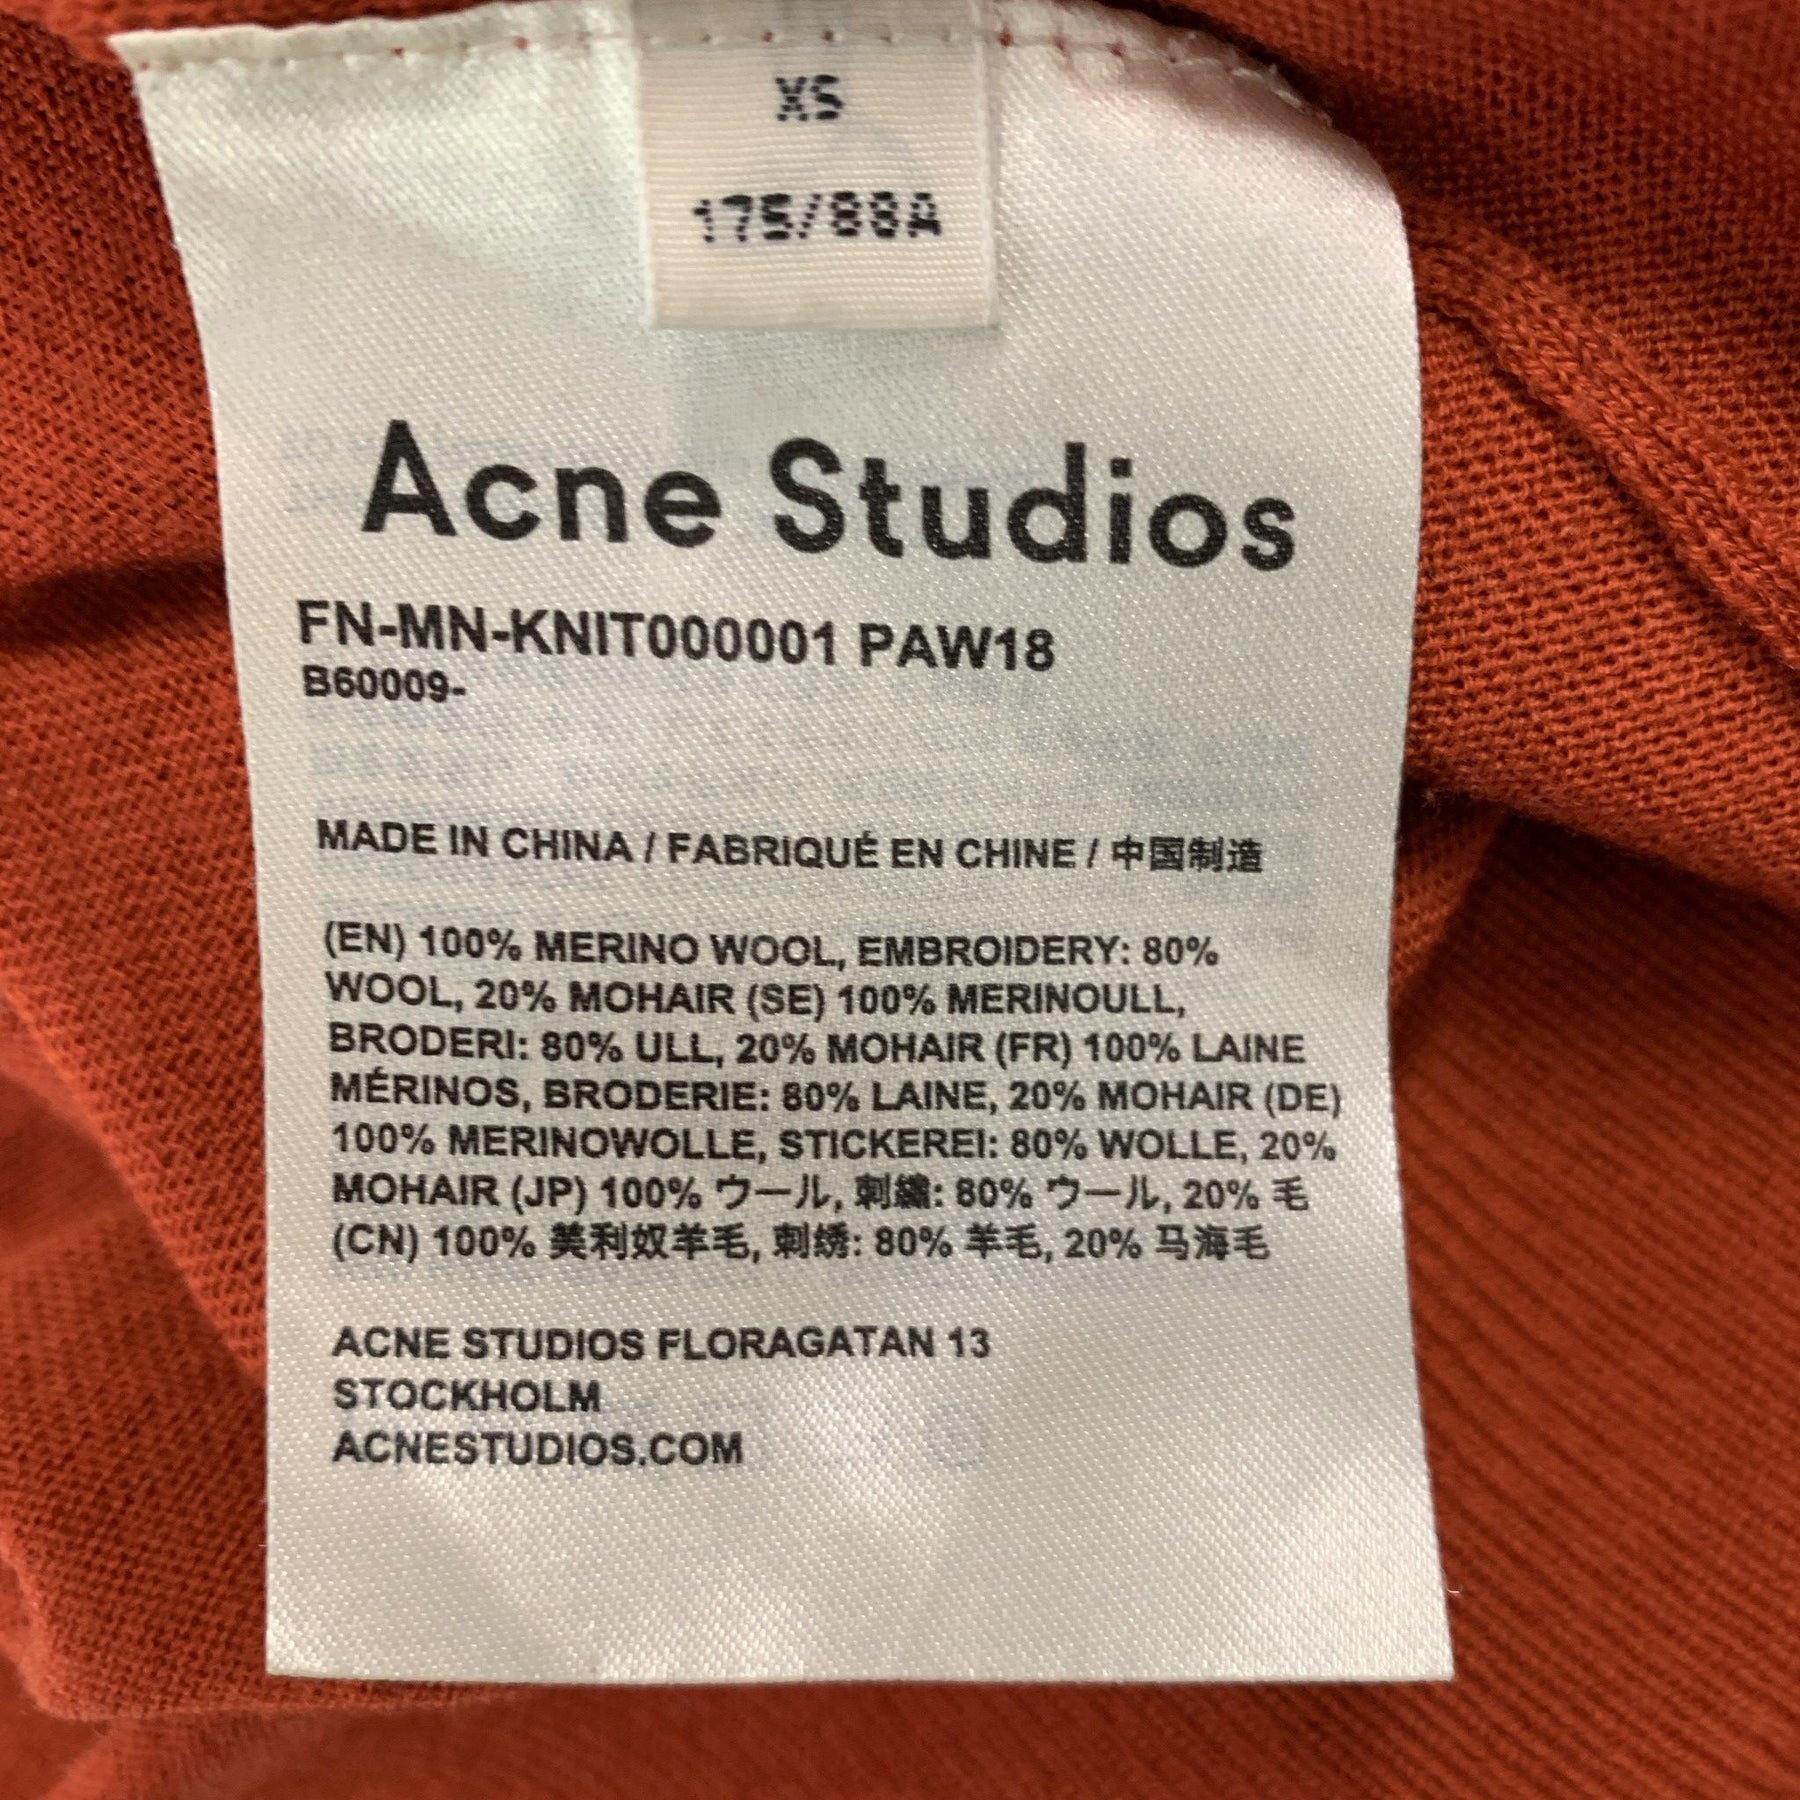 XS
175/88A
Acne Studios
FN-MN-KNIT000001 PAW18
B60009-
MADE IN CHINA / FABRIQUÉ EN CHINE / 中国制造
(EN) 100% MERINO WOOL, EMBROIDERY: 80%
WOOL, 20% MOHAIR (SE) 100% MERINOULL,
BRODERI: 80% ULL, 20% MOHAIR (FR) 100% LAINE
MÉRINOS, BRODERIE: 80% LAINE, 20% MOHAIR (DE)
100% MERINOWOLLE, STICKEREI: 80% WOLLE, 20%
MOHAIR (JP) 100% ウール, 刺繍: 80% ウール, 20% 毛
(CN) 100% 美利奴羊毛, 刺绣: 80% 羊毛, 20% 马海毛
ACNE STUDIOS FLORAGATAN 13
STOCKHOLM
ACNESTUDIOS.COM